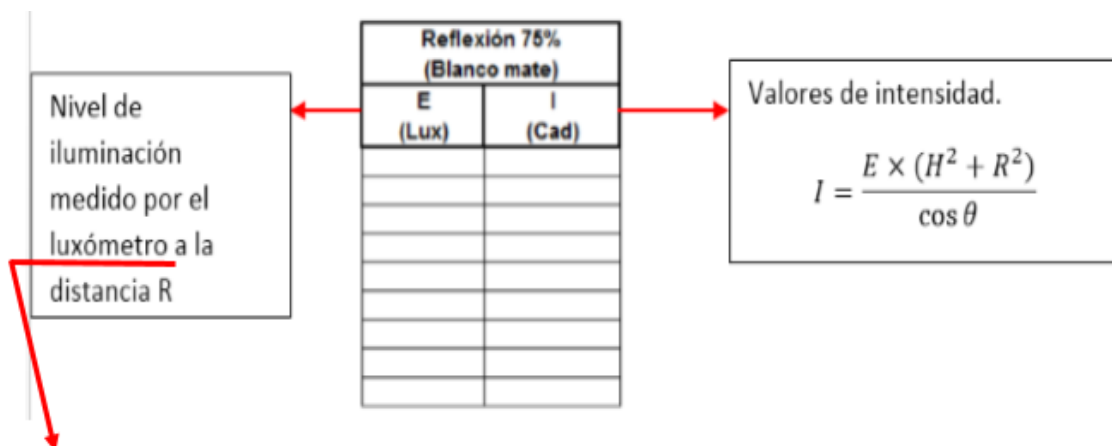 Nivel de
iluminación
medido por el
luxómetro a la
distancia R
Reflexión 75%
(Blanco mate)
E I
(Lux) (Cad)
Valores de intensidad.
I = E × (H² + R²) / cos θ